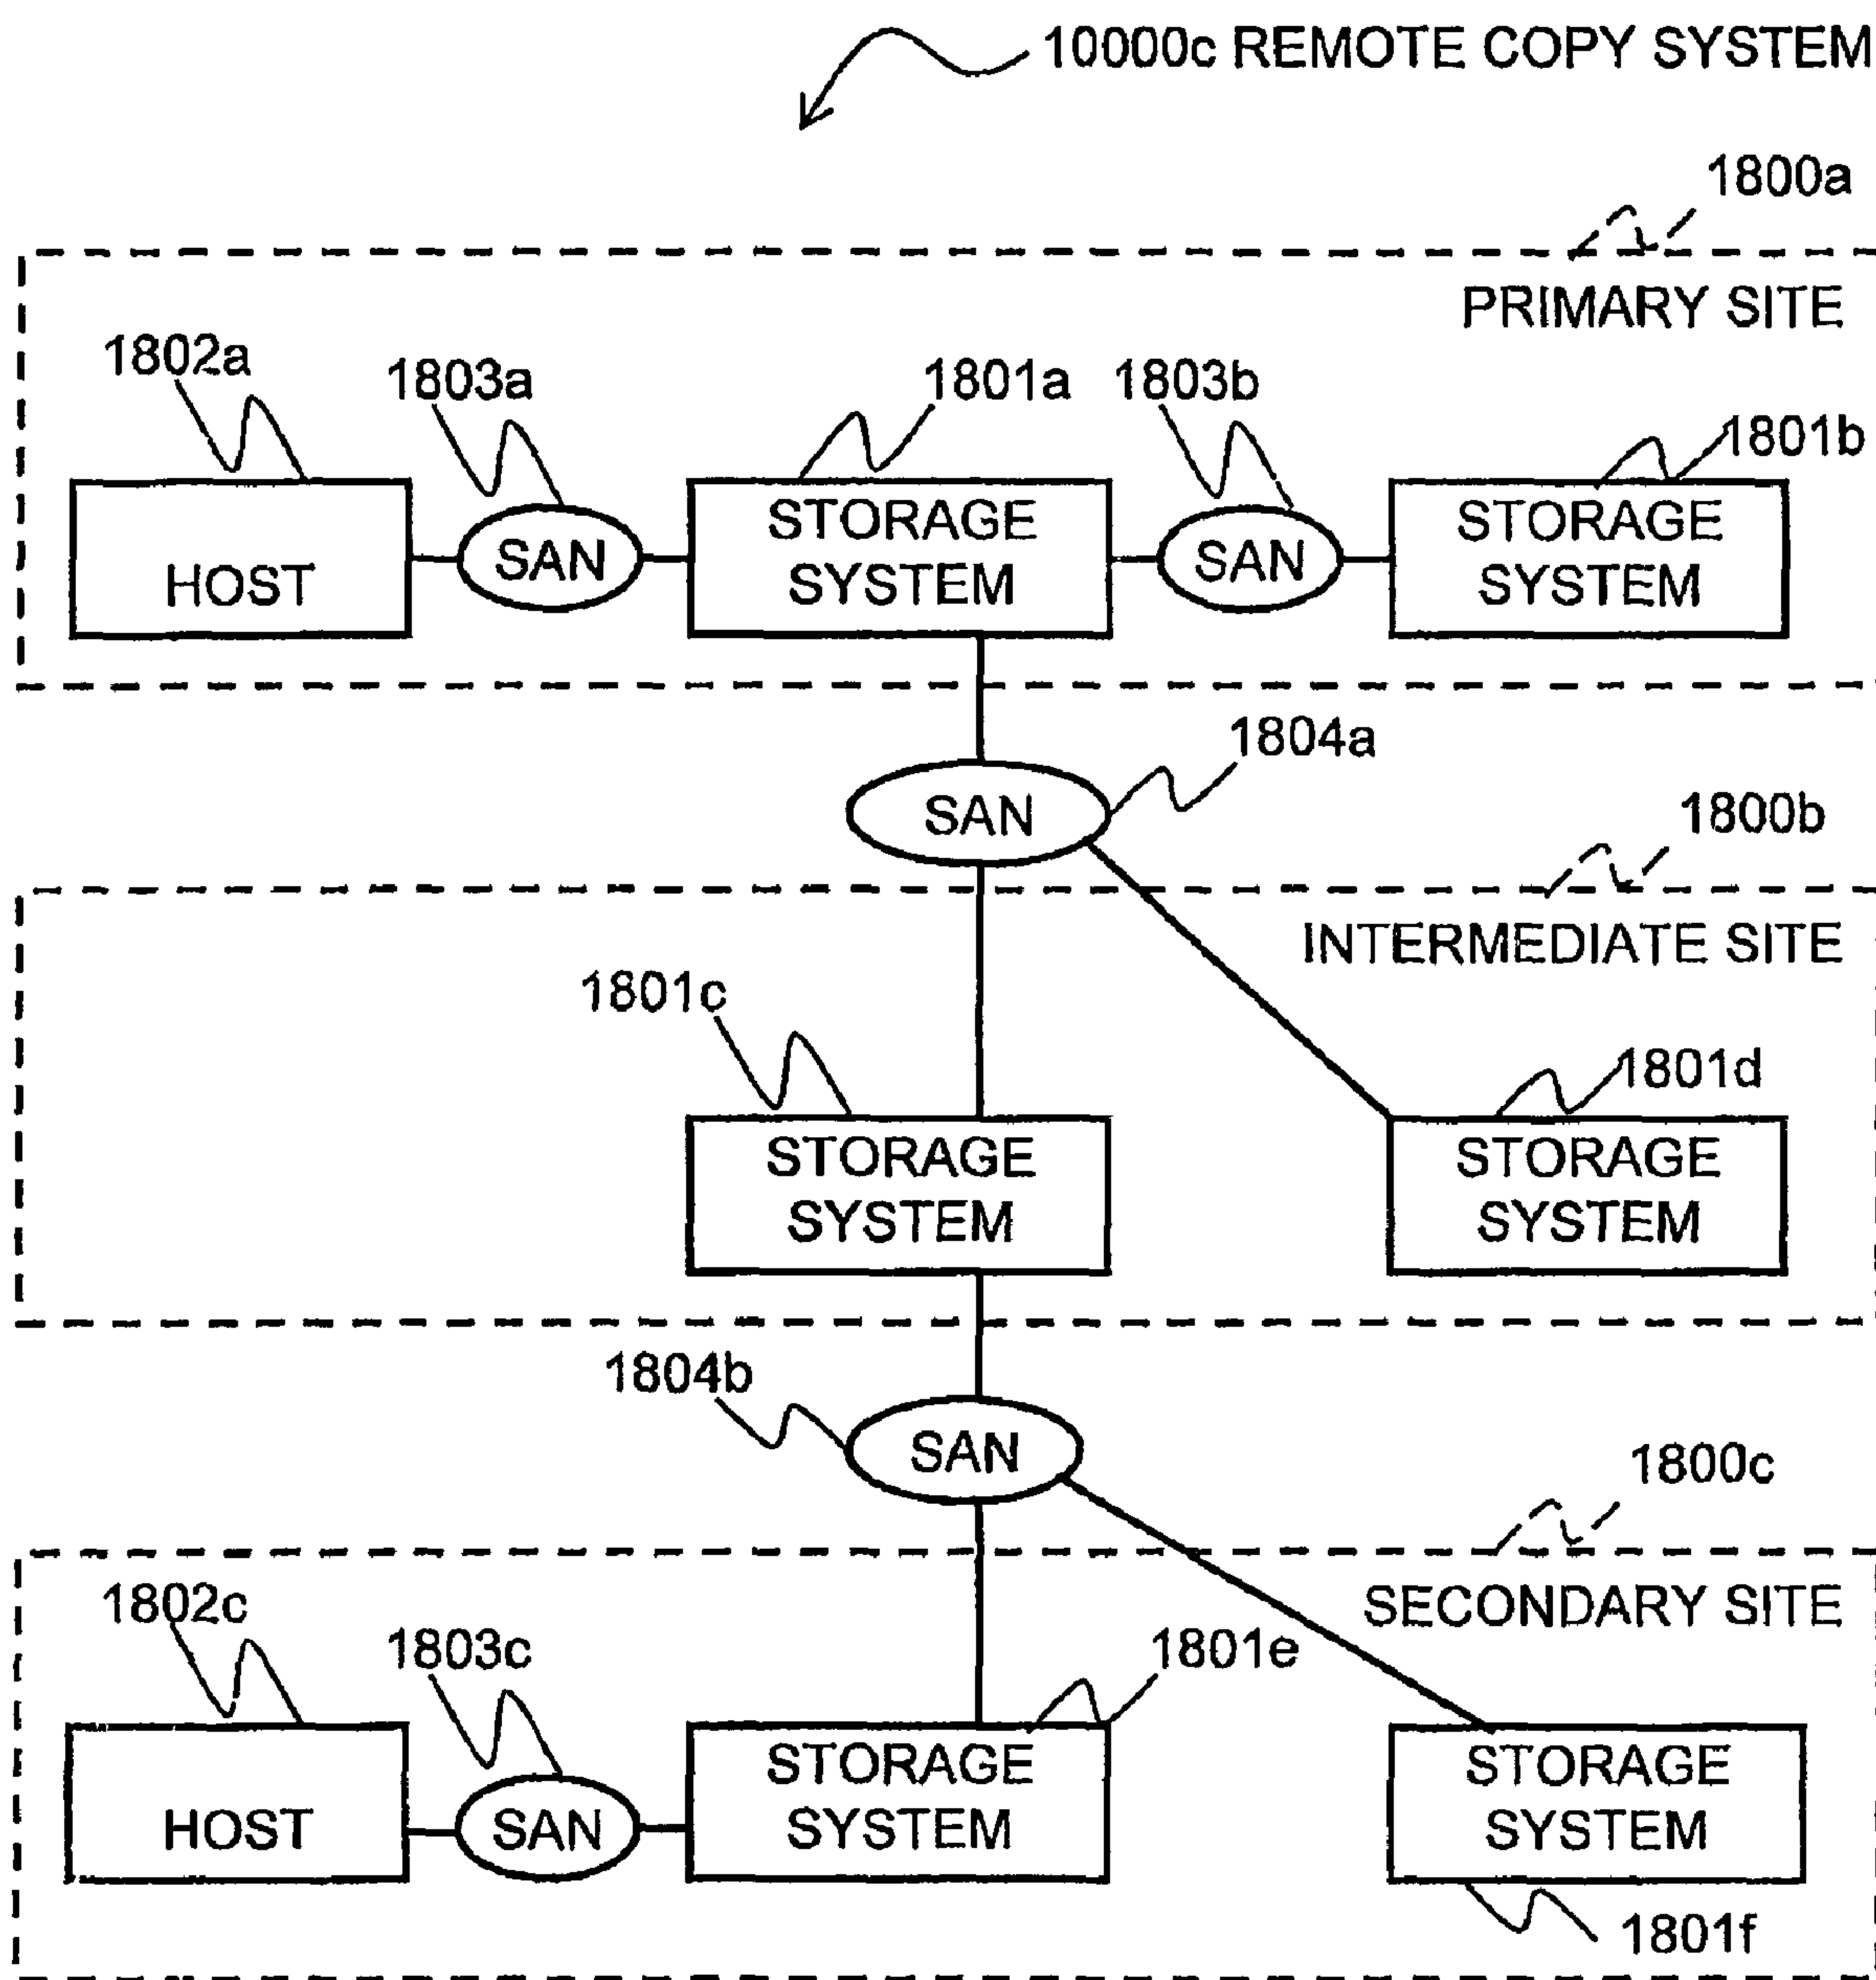 10000c REMOTE COPY SYSTEM
1800a
PRIMARY SITE
1802a
1803a
1801a
1803b
1801b
HOST
SAN
STORAGE
SYSTEM
SAN
STORAGE
SYSTEM
1804a
SAN
1800b
INTERMEDIATE SITE
1801c
1801d
STORAGE
SYSTEM
STORAGE
SYSTEM
1804b
SAN
1800c
SECONDARY SITE
1802c
1803c
1801e
HOST
SAN
STORAGE
SYSTEM
STORAGE
SYSTEM
1801f